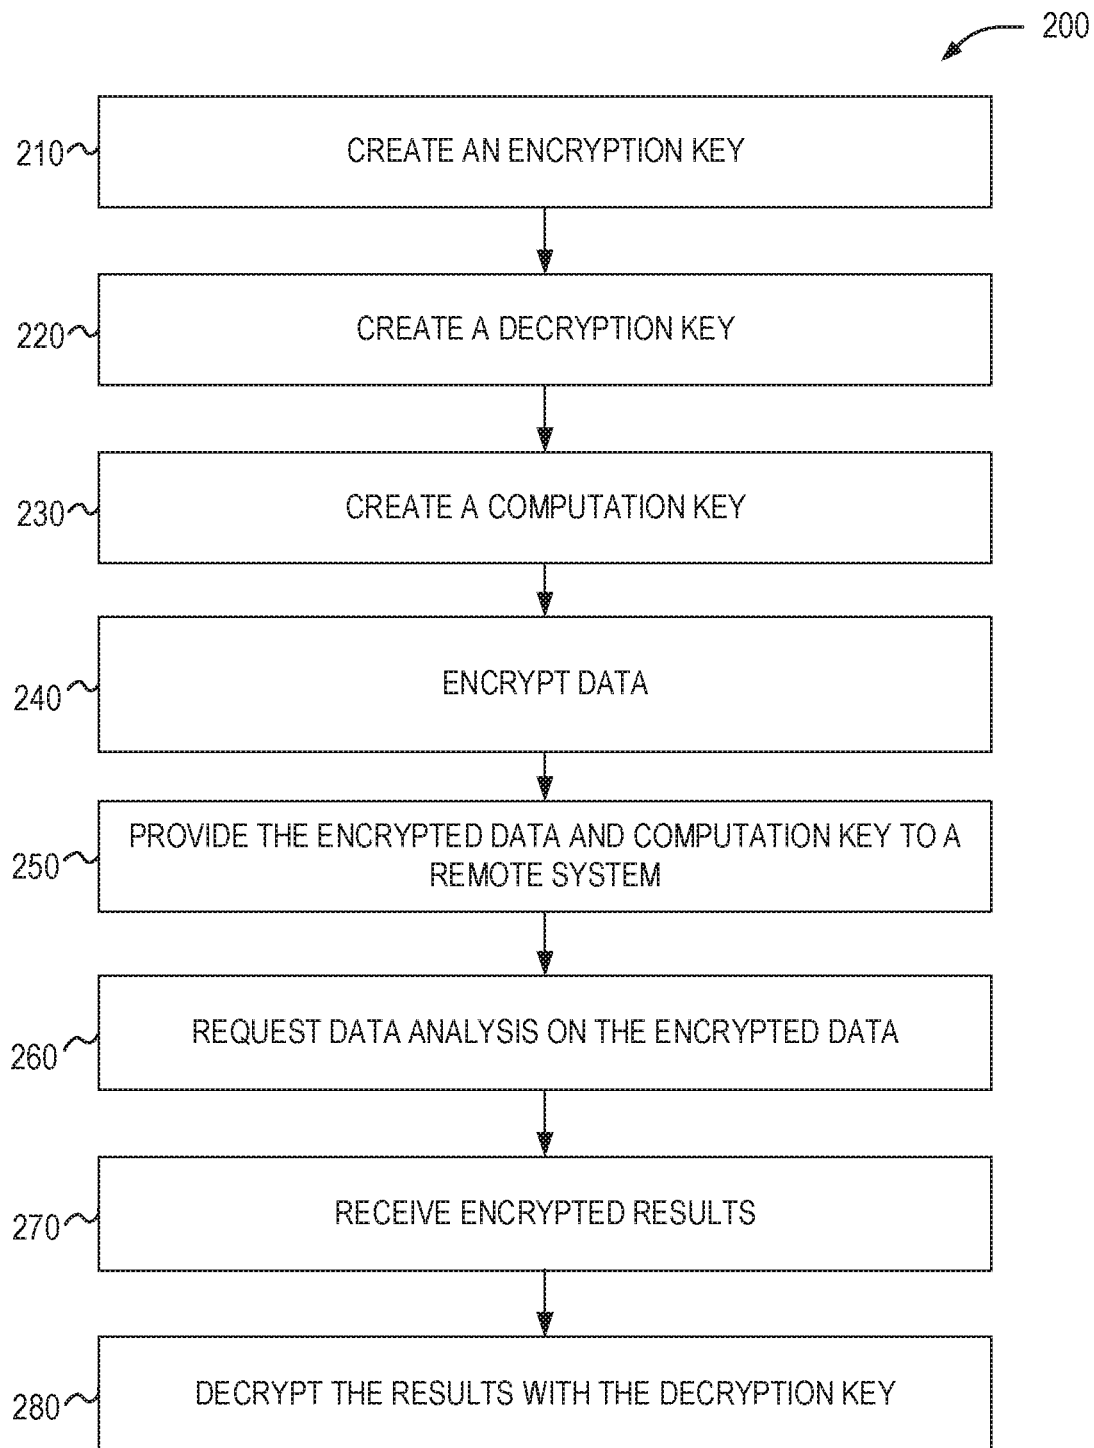 200
210
CREATE AN ENCRYPTION KEY
220
CREATE A DECRYPTION KEY
230
CREATE A COMPUTATION KEY
240
ENCRYPT DATA
250
PROVIDE THE ENCRYPTED DATA AND COMPUTATION KEY TO A
REMOTE SYSTEM
260
REQUEST DATA ANALYSIS ON THE ENCRYPTED DATA
270
RECEIVE ENCRYPTED RESULTS
280
DECRYPT THE RESULTS WITH THE DECRYPTION KEY